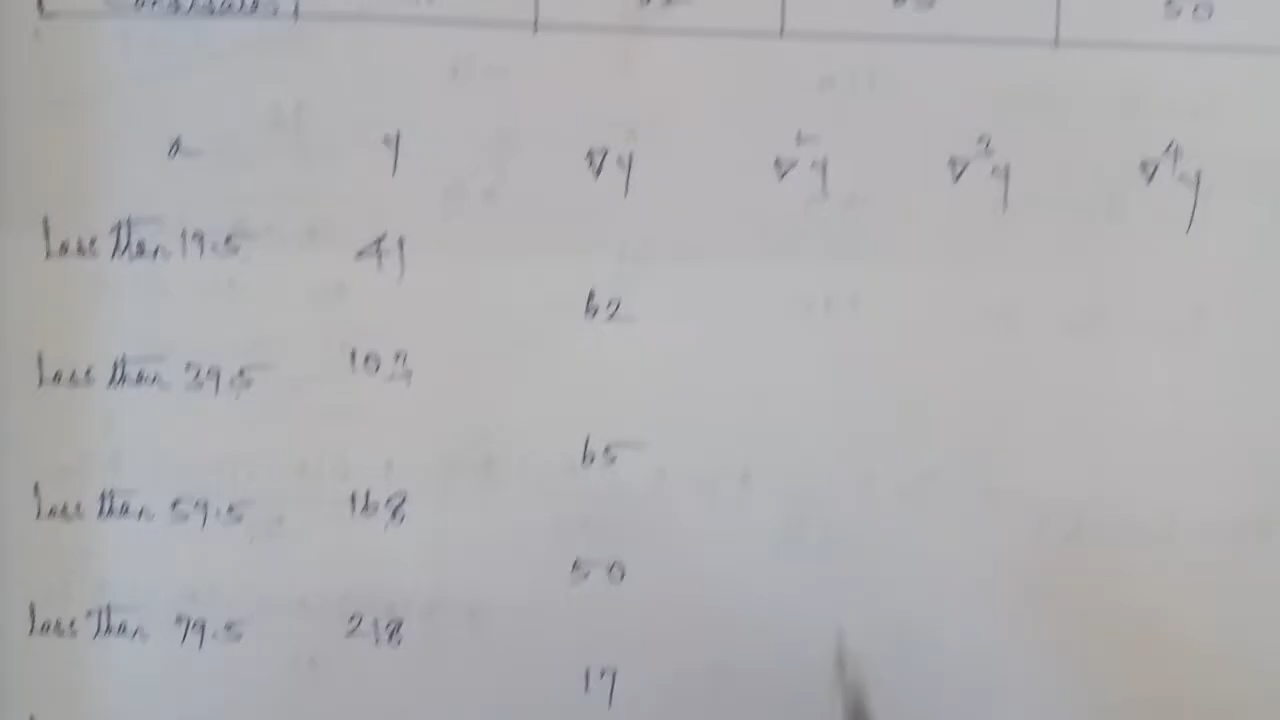 50
x y ∇y ∇²y ∇³y ∇⁴y
less than 19.5 41
62
less than 39.5 103
65
less than 59.5 168
50
less than 79.5 218
17